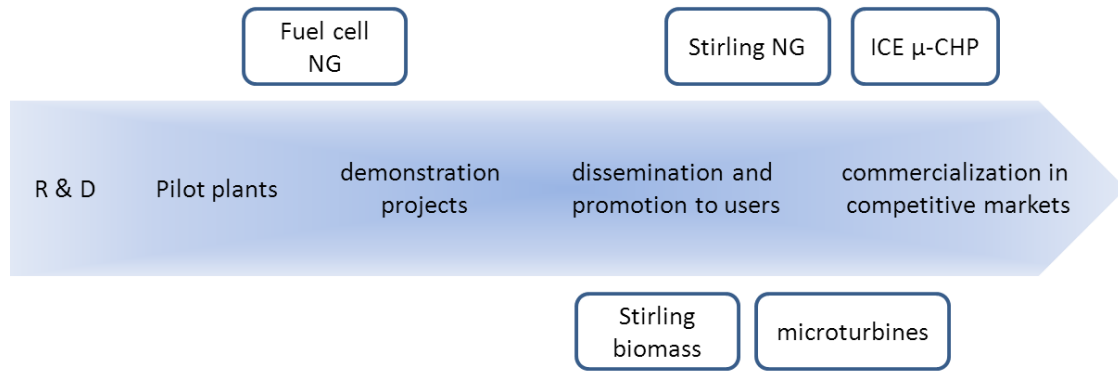 Fuel cell
NG
Stirling NG
ICE μ-CHP
R & D
Pilot plants
demonstration
projects
dissemination and
promotion to users
commercialization in
competitive markets
Stirling
biomass
microturbines